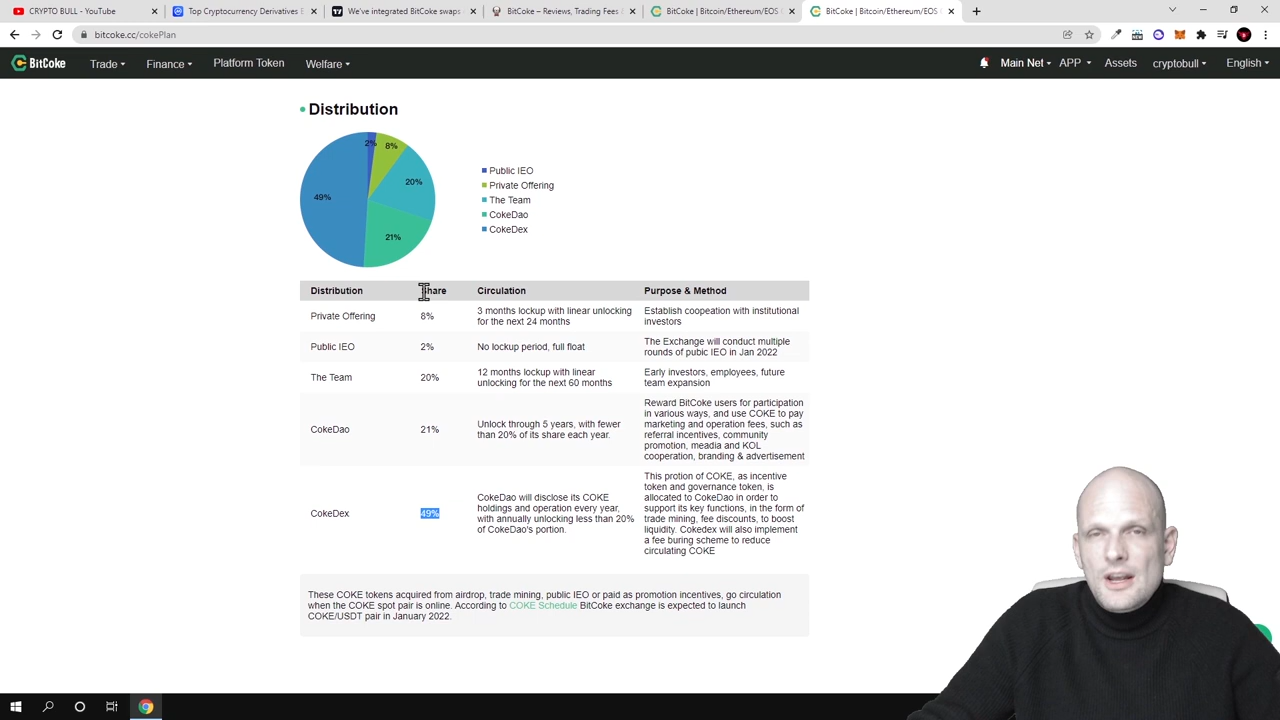 CRYPTO BULL - YouTube
Top Cryptocurrency Derivatives E
We've integrated BitCoke swaps
BitCoke – Reviews, Trading Fees &
BitCoke | Bitcoin/Ethereum/EOS
BitCoke | Bitcoin/Ethereum/EOS
bitcoke.cc/cokePlan
BitCoke Trade Finance Platform Token Welfare Main Net APP Assets cryptobull English
Distribution
2% 8%
20%
49%
21%
Public IEO
Private Offering
The Team
CokeDao
CokeDex
Distribution Share Circulation Purpose & Method
Private Offering 8% 3 months lockup with linear unlocking Establish coopeation with institutional
for the next 24 months investors
Public IEO 2% No lockup period, full float The Exchange will conduct multiple
rounds of pubic IEO in Jan 2022
The Team 20% 12 months lockup with linear Early investors, employees, future
unlocking for the next 60 months team expansion
Reward BitCoke users for participation
in various ways, and use COKE to pay
CokeDao 21% Unlock through 5 years, with fewer marketing and operation fees, such as
than 20% of its share each year. referral incentives, community
promotion, meadia and KOL
cooperation, branding & advertisement
This protion of COKE, as incentive
token and governance token, is
CokeDao will disclose its COKE allocated to CokeDao in order to
holdings and operation every year, support its key functions, in the form of
CokeDex 49% with annually unlocking less than 20% trade mining, fee discounts, to boost
of CokeDao's portion. liquidity. Cokedex will also implement
a fee buring scheme to reduce
circulating COKE
These COKE tokens acquired from airdrop, trade mining, public IEO or paid as promotion incentives, go circulation
when the COKE spot pair is online. According to COKE Schedule BitCoke exchange is expected to launch
COKE/USDT pair in January 2022.